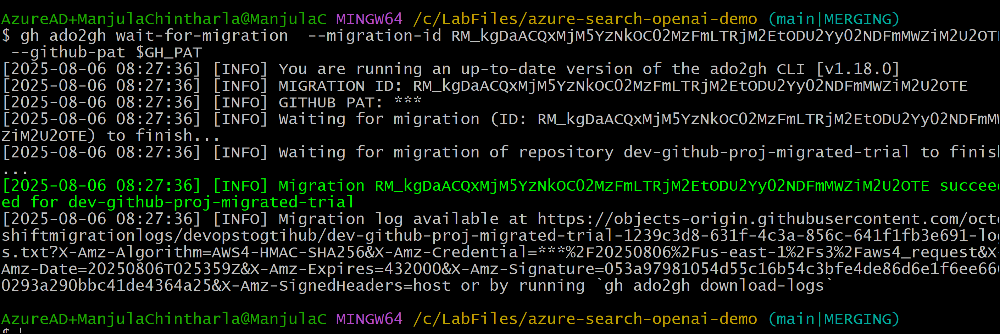 AzureAD+ManjulaChintharla@ManjulaC MINGW64 /c/LabFiles/azure-search-openai-demo (main|MERGING)
$ gh ado2gh wait-for-migration  --migration-id RM_kgDaACQxMjM5YzNkOC02MzFmLTRjM2EtODU2Yy02NDFmMWZiM2U2OTE
 --github-pat $GH_PAT
[2025-08-06 08:27:36] [INFO] You are running an up-to-date version of the ado2gh CLI [v1.18.0]
[2025-08-06 08:27:36] [INFO] MIGRATION ID: RM_kgDaACQxMjM5YzNkOC02MzFmLTRjM2EtODU2Yy02NDFmMWZiM2U2OTE
[2025-08-06 08:27:36] [INFO] GITHUB PAT: ***
[2025-08-06 08:27:36] [INFO] Waiting for migration (ID: RM_kgDaACQxMjM5YzNkOC02MzFmLTRjM2EtODU2Yy02NDFmMW
ZiM2U2OTE) to finish...
[2025-08-06 08:27:36] [INFO] Waiting for migration of repository dev-github-proj-migrated-trial to finish
...
[2025-08-06 08:27:36] [INFO] Migration RM_kgDaACQxMjM5YzNkOC02MzFmLTRjM2EtODU2Yy02NDFmMWZiM2U2OTE succeed
ed for dev-github-proj-migrated-trial
[2025-08-06 08:27:36] [INFO] Migration log available at https://objects-origin.githubusercontent.com/octo
shiftmigrationlogs/devopstogtihub/dev-github-proj-migrated-trial-1239c3d8-631f-4c3a-856c-641f1fb3e691-log
s.txt?X-Amz-Algorithm=AWS4-HMAC-SHA256&X-Amz-Credential=***%2F20250806%2Fus-east-1%2Fs3%2Faws4_request&X-
Amz-Date=20250806T025359Z&X-Amz-Expires=432000&X-Amz-Signature=053a97981054d55c16b54c3bfe4de86d6e1f6ee66
0293a290bbc41de4364a25&X-Amz-SignedHeaders=host or by running `gh ado2gh download-logs`
AzureAD+ManjulaChintharla@ManjulaC MINGW64 /c/LabFiles/azure-search-openai-demo (main|MERGING)
$